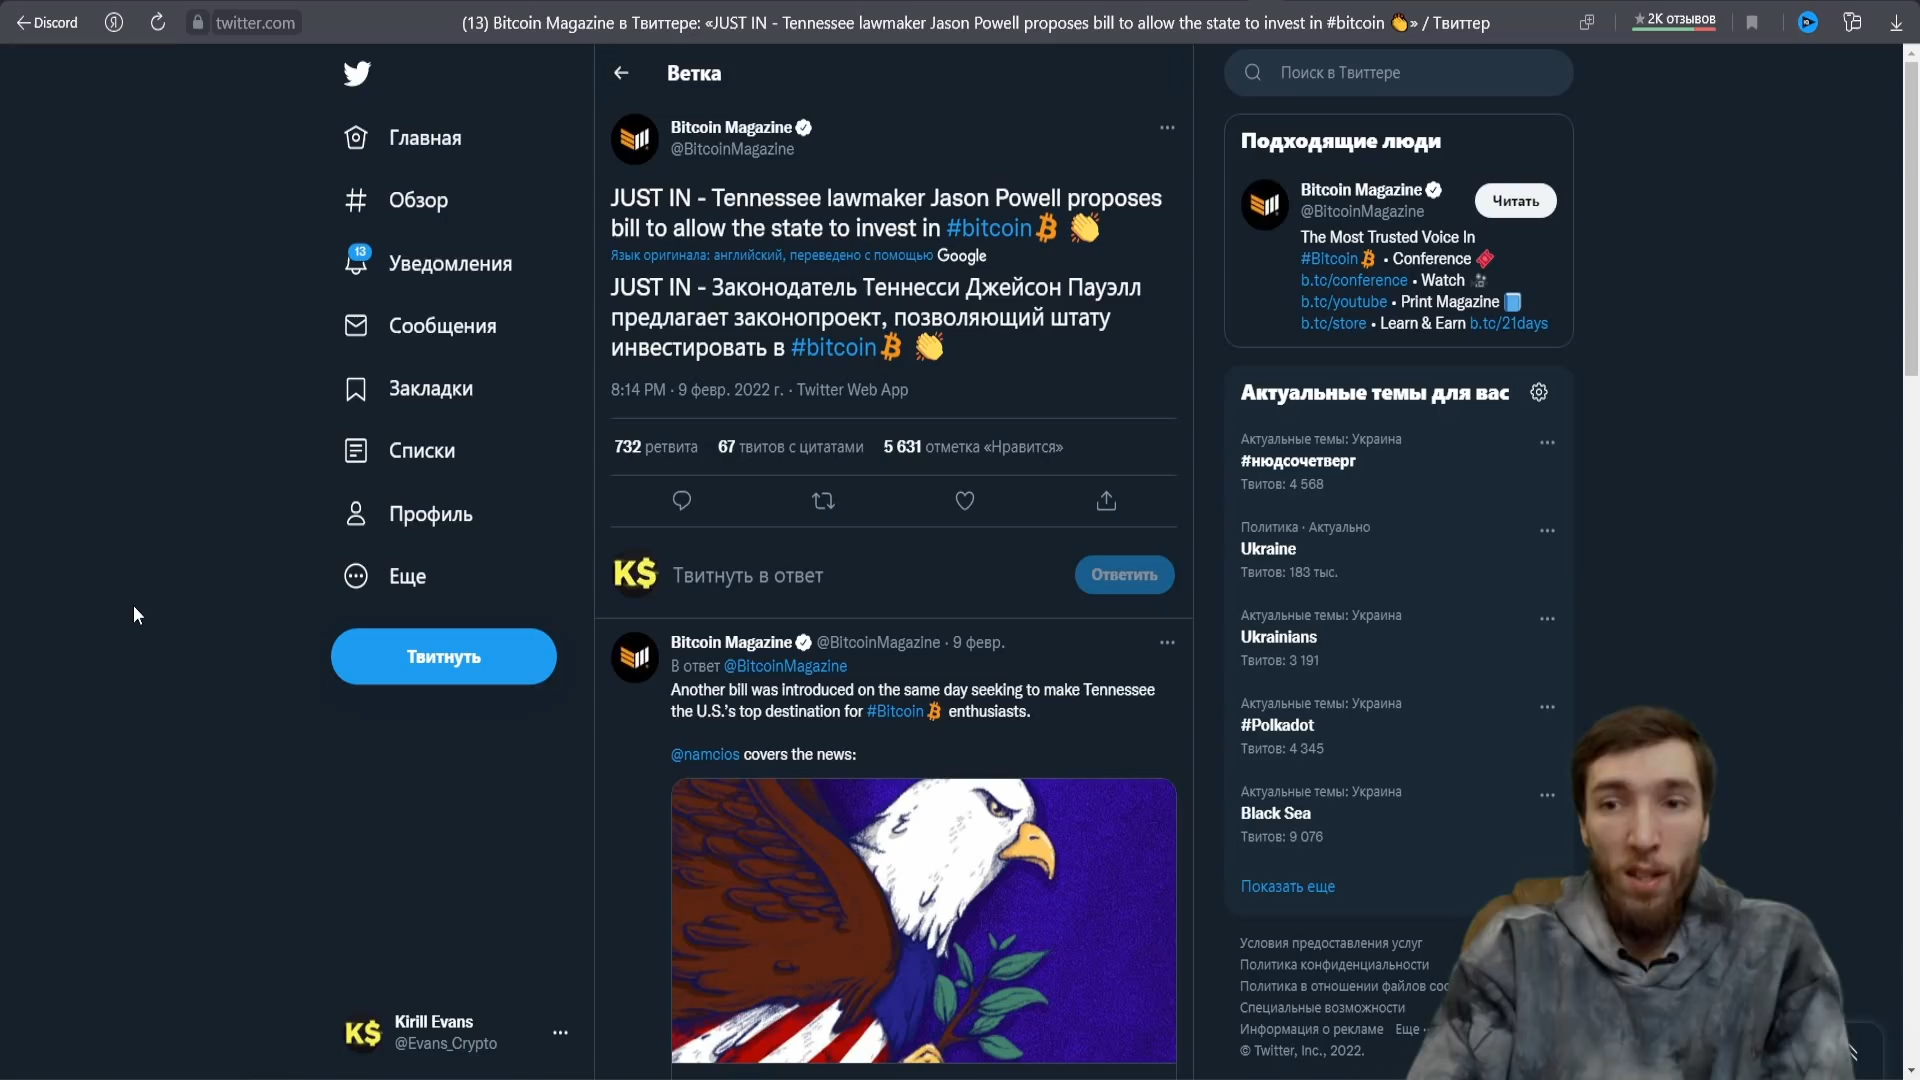 Discord
twitter.com
(13) Bitcoin Magazine в Твиттере: «JUST IN - Tennessee lawmaker Jason Powell proposes bill to allow the state to invest in #bitcoin 👏» / Твиттер
★ 2K отзывов
Главная
Обзор
13
Уведомления
Сообщения
Закладки
Списки
Профиль
Еще
Твитнуть
K$
Kirill Evans
@Evans_Crypto
Ветка
Bitcoin Magazine
@BitcoinMagazine
JUST IN - Tennessee lawmaker Jason Powell proposes
bill to allow the state to invest in #bitcoin 👏
Язык оригинала: английский, переведено с помощью Google
JUST IN - Законодатель Теннесси Джейсон Пауэлл
предлагает законопроект, позволяющий штату
инвестировать в #bitcoin 👏
8:14 PM · 9 февр. 2022 г. · Twitter Web App
732 ретвита 67 твитов с цитатами 5 631 отметка «Нравится»
K$
Твитнуть в ответ
Ответить
Bitcoin Magazine @BitcoinMagazine · 9 февр.
В ответ @BitcoinMagazine
Another bill was introduced on the same day seeking to make Tennessee
the U.S.'s top destination for #Bitcoin enthusiasts.
@namcios covers the news:
Поиск в Твиттере
Подходящие люди
Bitcoin Magazine
@BitcoinMagazine
Читать
The Most Trusted Voice In
#Bitcoin • Conference
b.tc/conference • Watch
b.tc/youtube • Print Magazine
b.tc/store • Learn & Earn b.tc/21days
Актуальные темы для вас
Актуальные темы: Украина
#нюдсочетверг
Твитов: 4 568
Политика · Актуально
Ukraine
Твитов: 183 тыс.
Актуальные темы: Украина
Ukrainians
Твитов: 3 191
Актуальные темы: Украина
#Polkadot
Твитов: 4 345
Актуальные темы: Украина
Black Sea
Твитов: 9 076
Показать еще
Условия предоставления услуг
Политика конфиденциальности
Политика в отношении файлов coo
Специальные возможности
Информация о рекламе Еще
© Twitter, Inc., 2022.